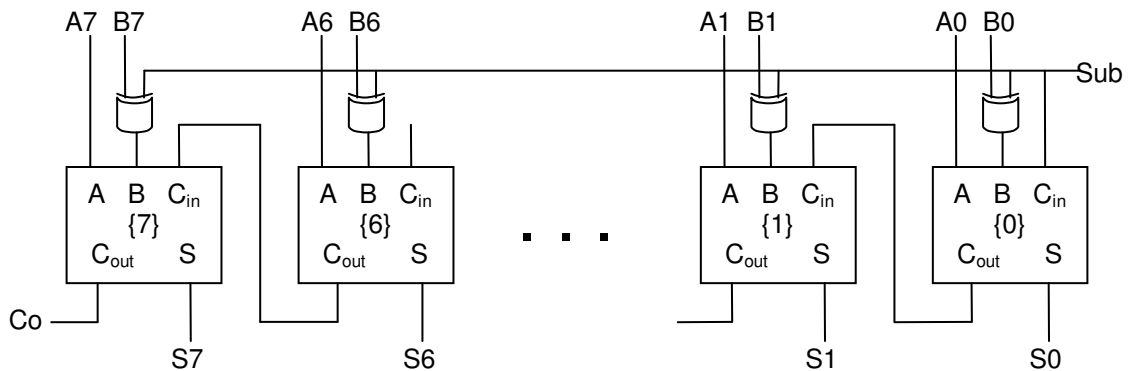 A7 B7 A6 B6 A1 B1 A0 B0
Sub
A B Cin A B Cin A B Cin A B Cin
{7} {6} {1} {0}
. . .
Cout S Cout S Cout S Cout S
Co
S7 S6 S1 S0